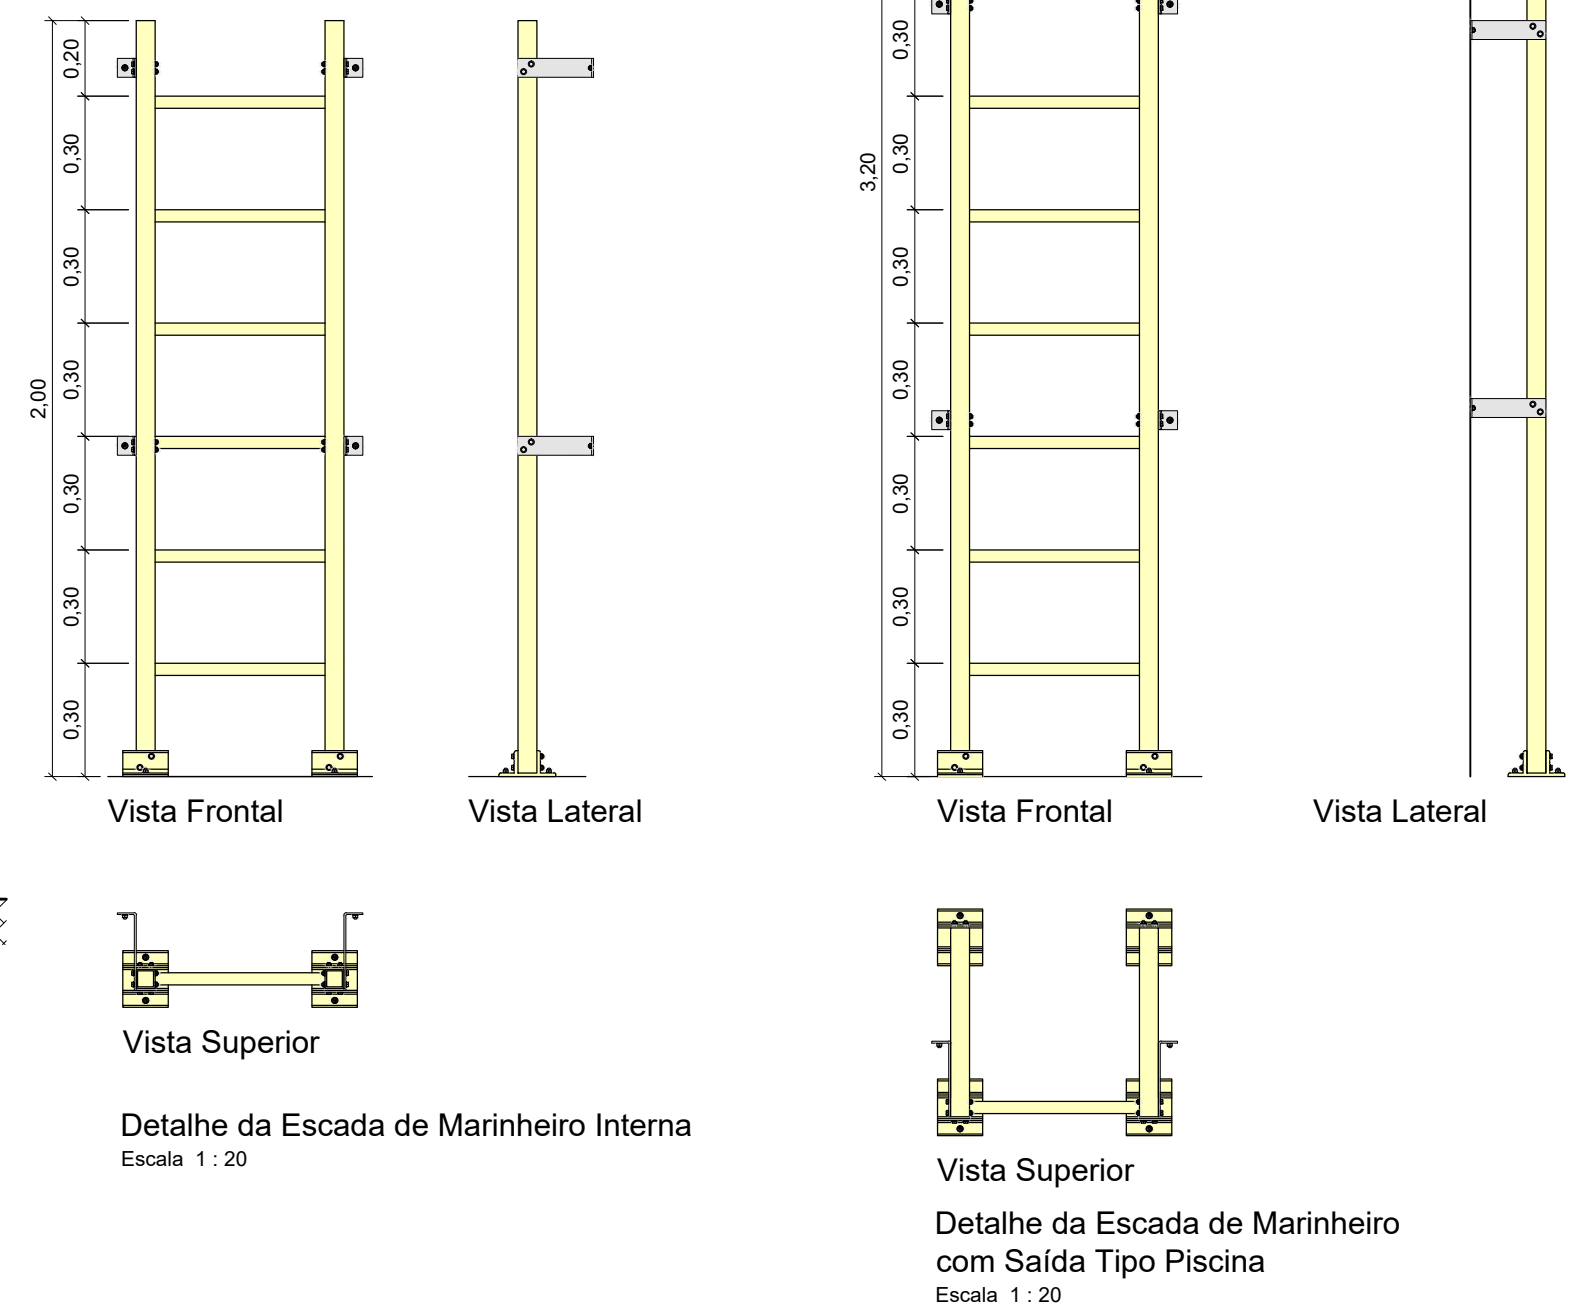 0,20
0,30
0,30
0,30
0,30
0,30
0,30
2,00
Vista Frontal
Vista Lateral
Vista Superior
Detalhe da Escada de Marinheiro Interna
Escala 1 : 20
0,30
0,30
0,30
0,30
0,30
0,30
0,30
3,20
Vista Frontal
Vista Lateral
Vista Superior
Detalhe da Escada de Marinheiro
com Saída Tipo Piscina
Escala 1 : 20